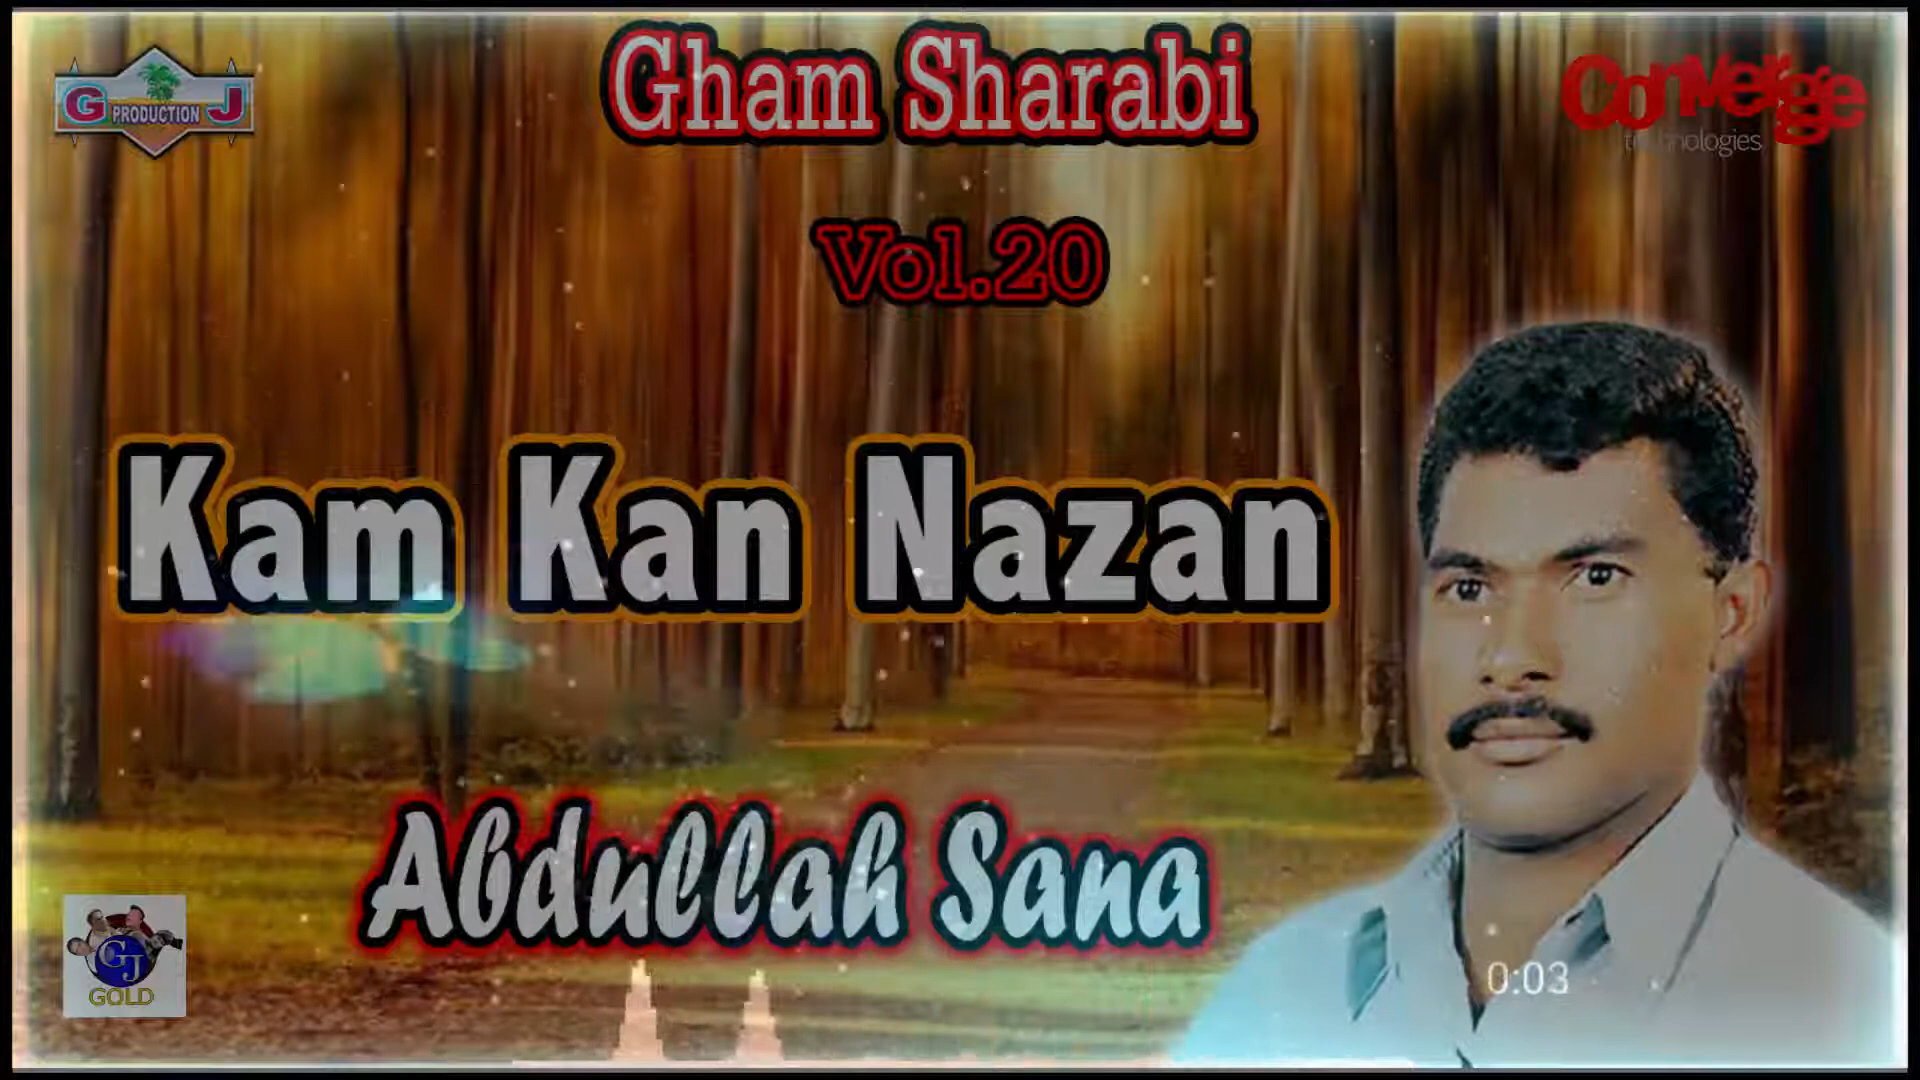 Gham Sharabi
G PRODUCTION J
Converge
technologies
Vol.20
Kam Kan Nazan
Abdullah Sana
GJ
GOLD
0:03